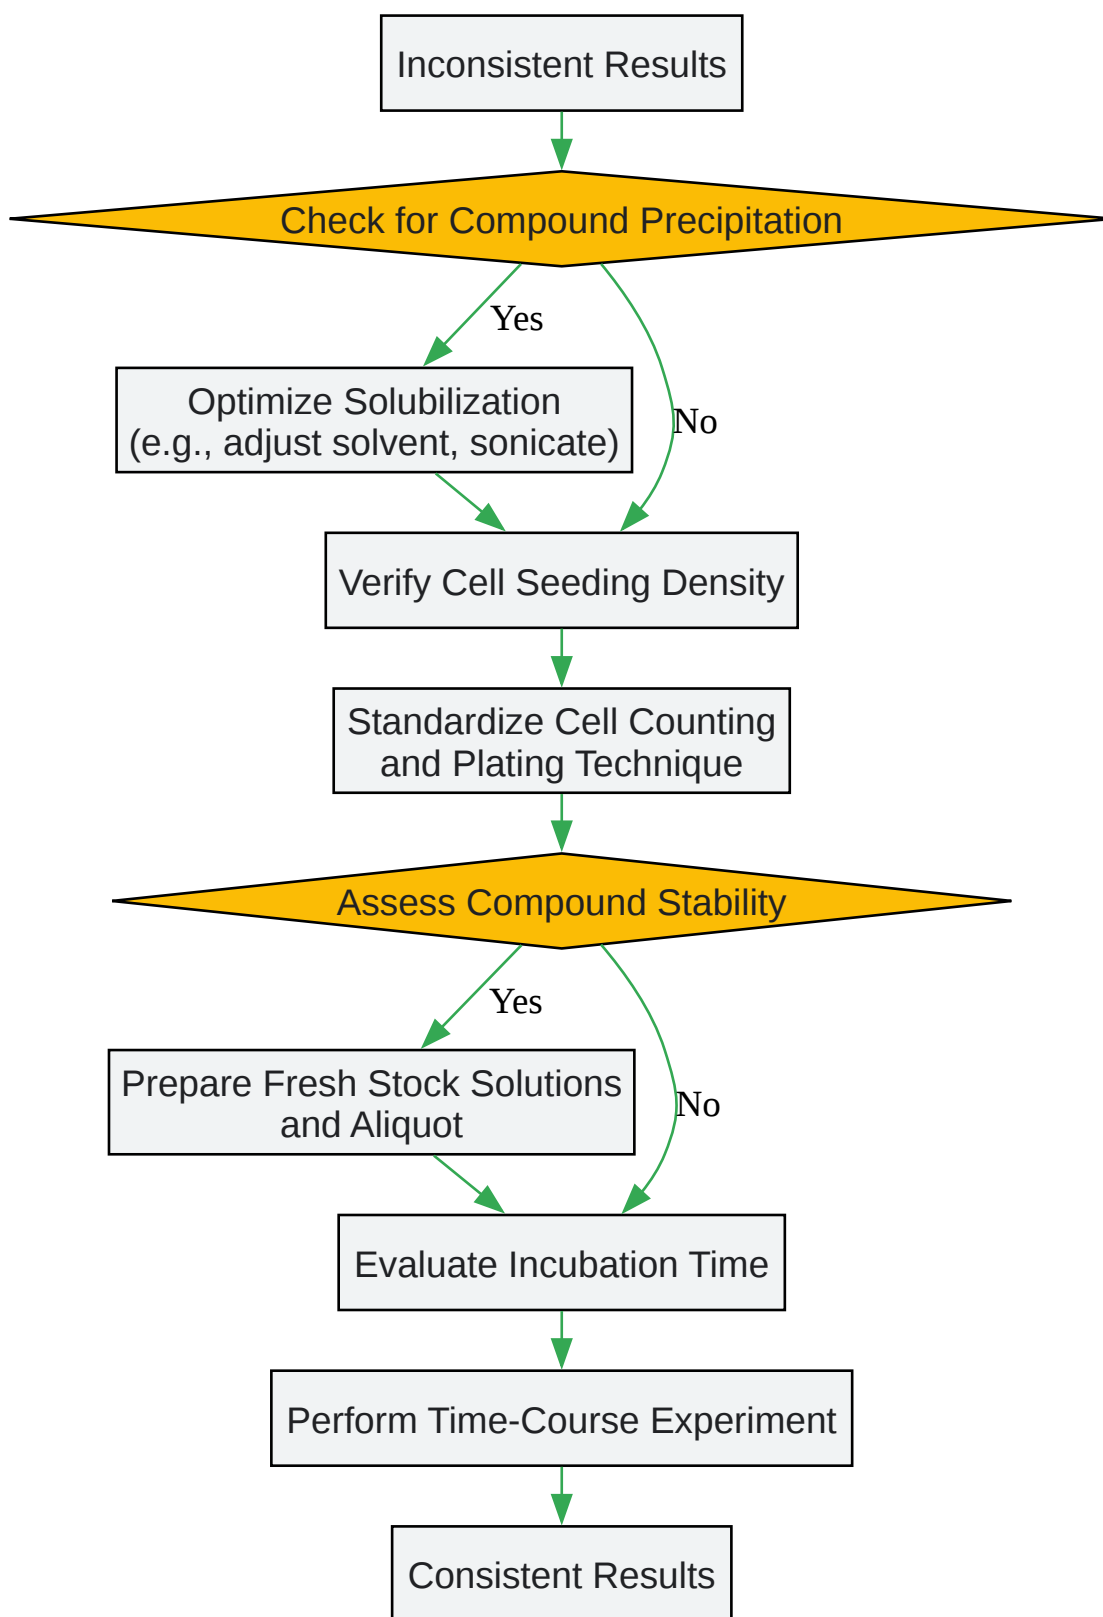 Inconsistent Results
Check for Compound Precipitation
Yes
Optimize Solubilization
(e.g., adjust solvent, sonicate)
No
Verify Cell Seeding Density
Standardize Cell Counting
and Plating Technique
Assess Compound Stability
Yes
Prepare Fresh Stock Solutions
and Aliquot
No
Evaluate Incubation Time
Perform Time-Course Experiment
Consistent Results